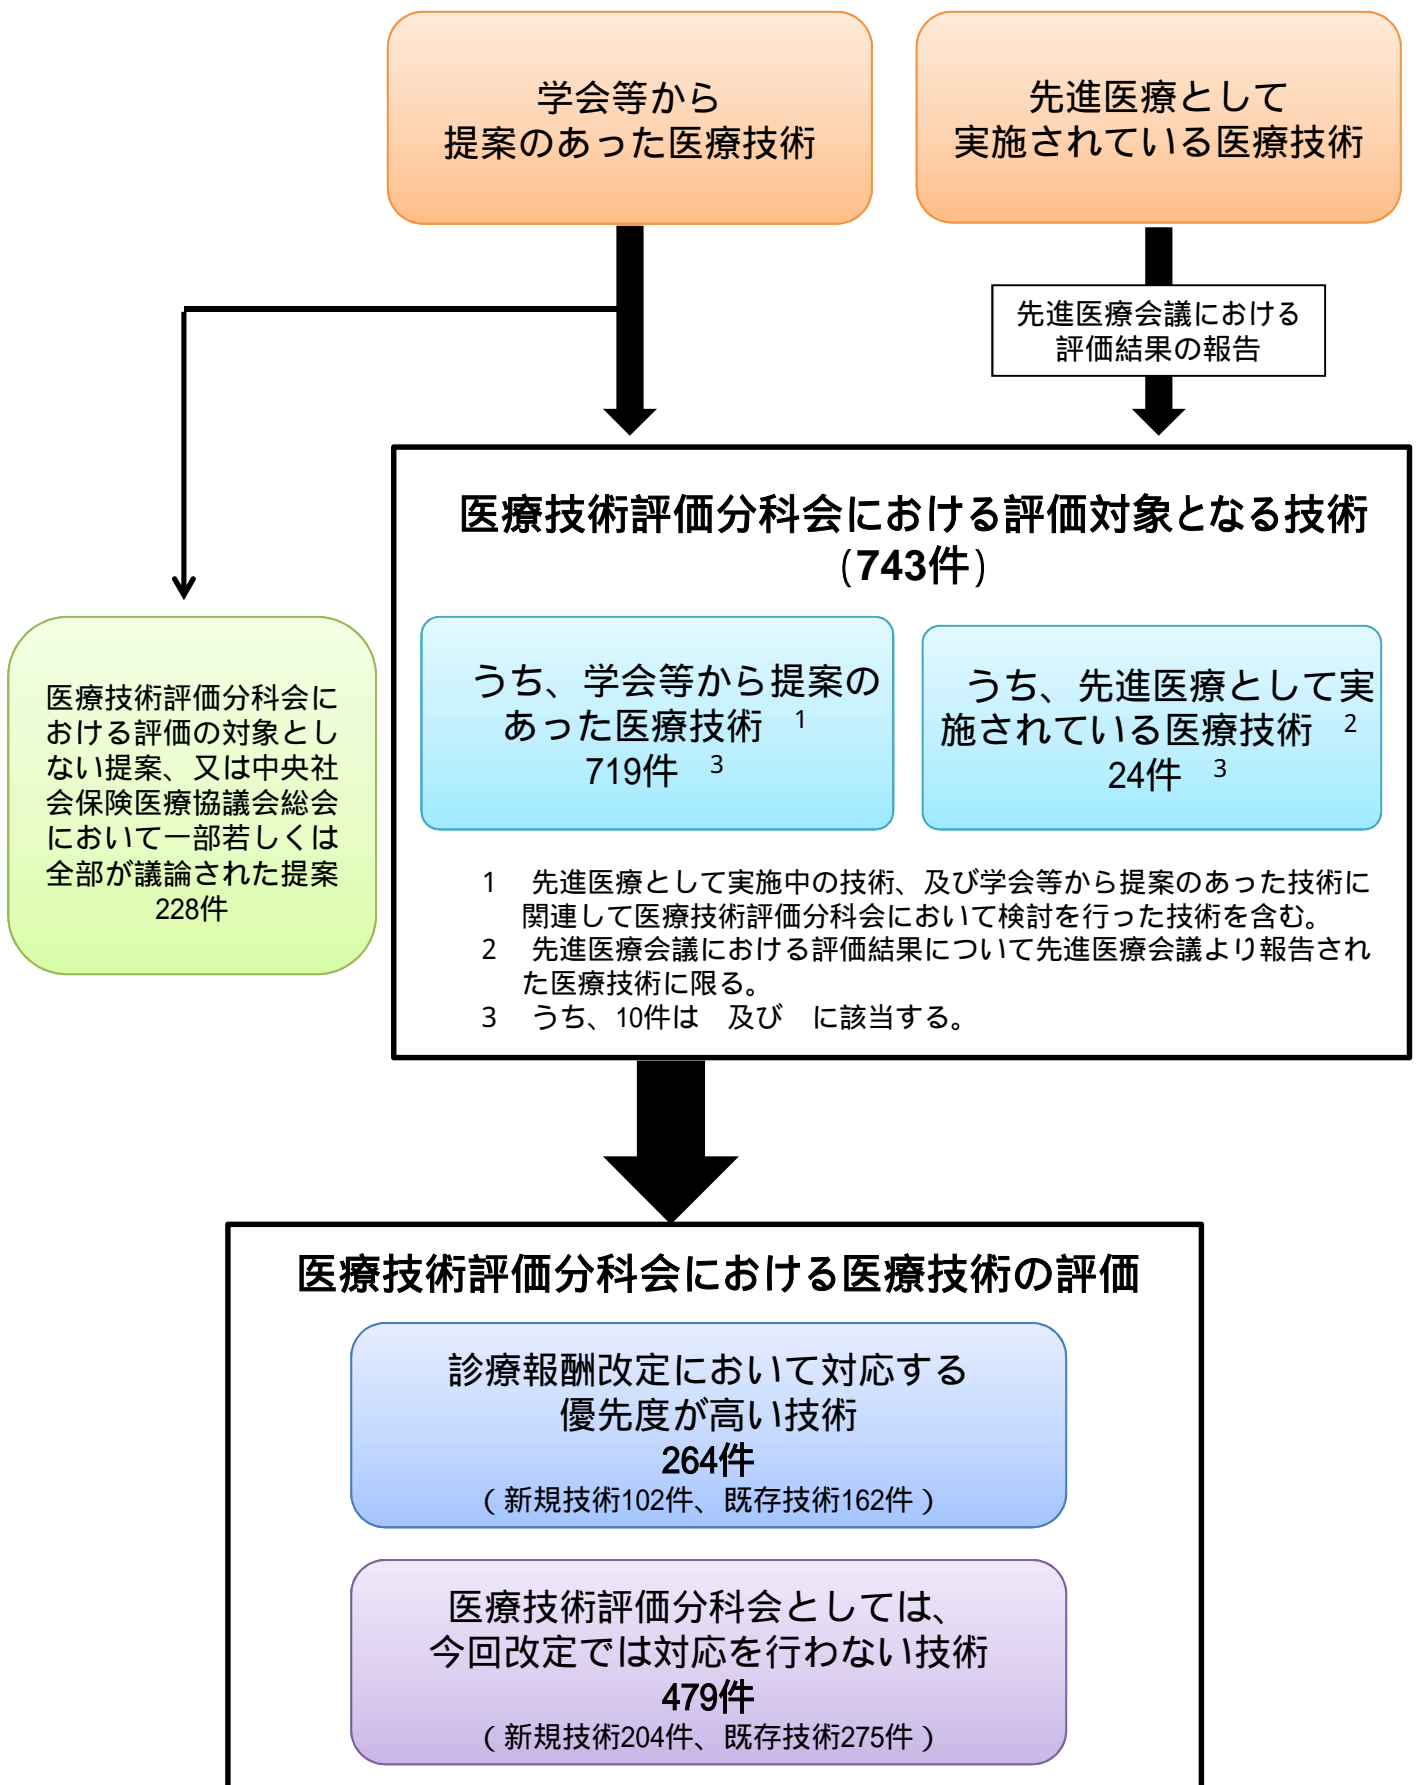 学会等から
提案のあった医療技術
先進医療として
実施されている医療技術
先進医療会議における
評価結果の報告
医療技術評価分科会における評価対象となる技術
（743件）
うち、学会等から提案の
あった医療技術 1
719件 3
うち、先進医療として実
施されている医療技術 2
24件 3
1 先進医療として実施中の技術、及び学会等から提案のあった技術に
関連して医療技術評価分科会において検討を行った技術を含む。
2 先進医療会議における評価結果について先進医療会議より報告され
た医療技術に限る。
3 うち、10件は 及び に該当する。
医療技術評価分科会に
おける評価の対象とし
ない提案、又は中央社
会保険医療協議会総会
において一部若しくは
全部が議論された提案
228件
医療技術評価分科会における医療技術の評価
診療報酬改定において対応する
優先度が高い技術
264件
（新規技術102件、既存技術162件）
医療技術評価分科会としては、
今回改定では対応を行わない技術
479件
（新規技術204件、既存技術275件）